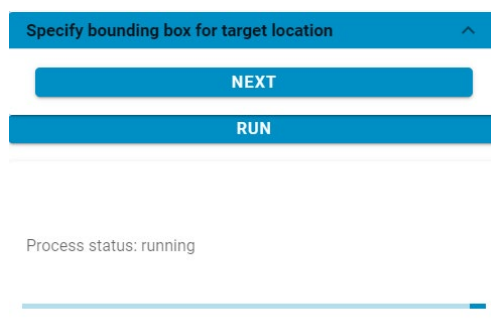 Specify bounding box for target location
NEXT
RUN
Process status: running